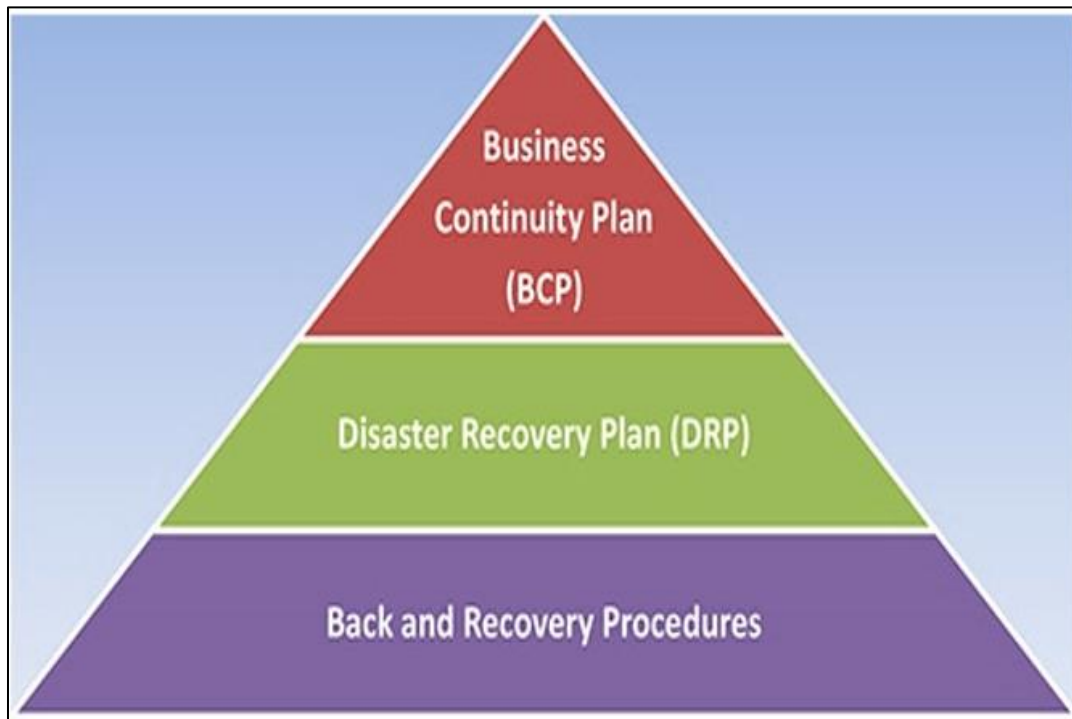 Business
Continuity Plan
(BCP)
Disaster Recovery Plan (DRP)
Back and Recovery Procedures